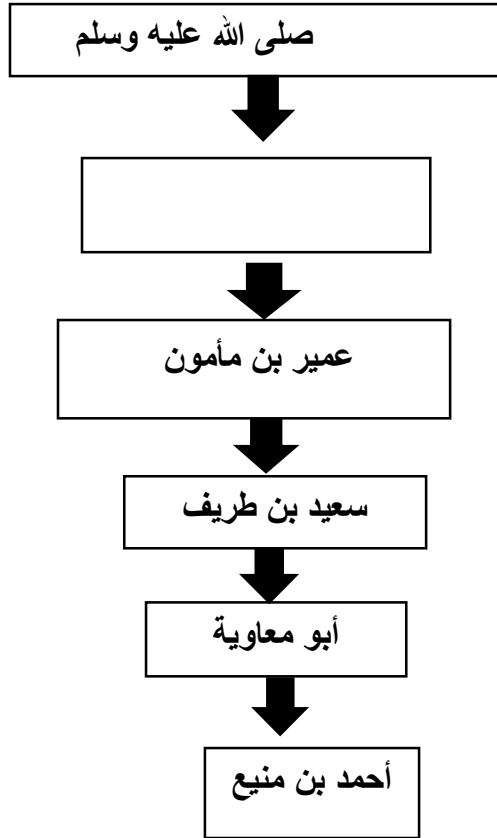 صلى الله عليه وسلم
عمير بن مأمون
سعيد بن طريف
أبو معاوية
أحمد بن منيع